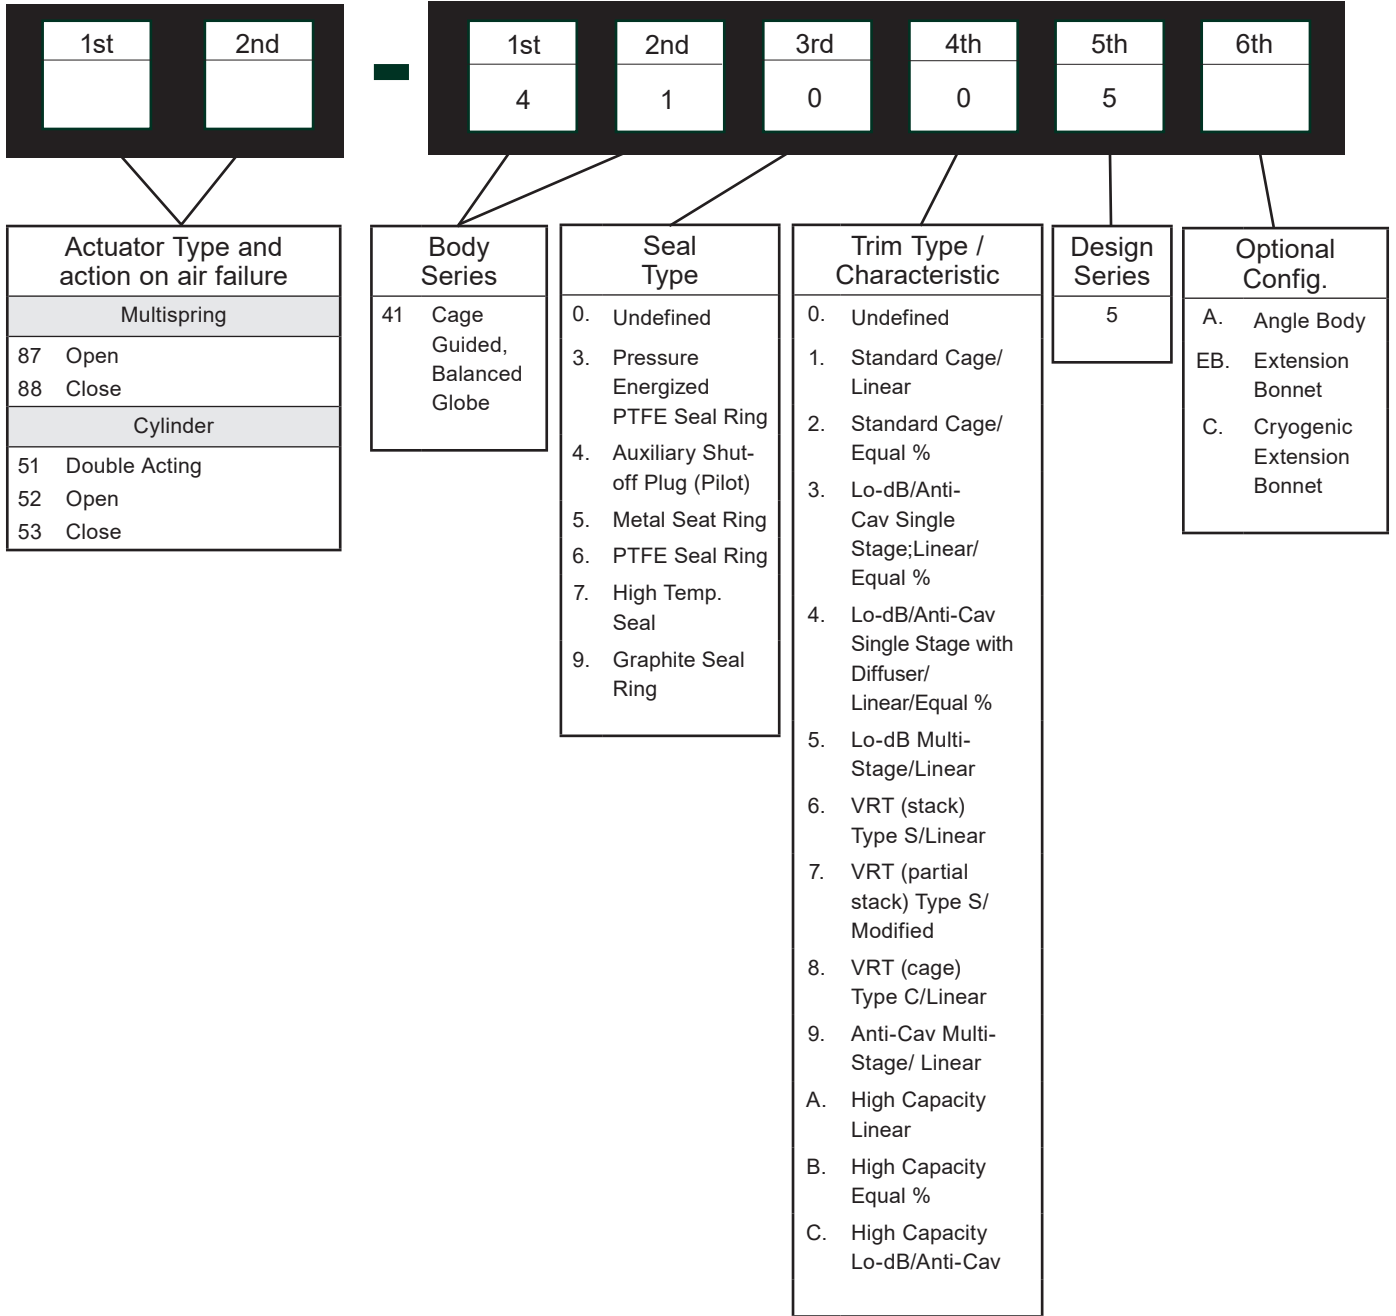 1st
2nd
1st
2nd
3rd
4th
5th
6th
4
1
0
0
5
Actuator Type and
action on air failure
Multispring
87 Open
88 Close
Cylinder
51 Double Acting
52 Open
53 Close
Body
Series
41 Cage
Guided,
Balanced
Globe
Seal
Type
0. Undefined
3. Pressure
Energized
PTFE Seal Ring
4. Auxiliary Shut-
off Plug (Pilot)
5. Metal Seat Ring
6. PTFE Seal Ring
7. High Temp.
Seal
9. Graphite Seal
Ring
Trim Type /
Characteristic
0. Undefined
1. Standard Cage/
Linear
2. Standard Cage/
Equal %
3. Lo-dB/Anti-
Cav Single
Stage;Linear/
Equal %
4. Lo-dB/Anti-Cav
Single Stage with
Diffuser/
Linear/Equal %
5. Lo-dB Multi-
Stage/Linear
6. VRT (stack)
Type S/Linear
7. VRT (partial
stack) Type S/
Modified
8. VRT (cage)
Type C/Linear
9. Anti-Cav Multi-
Stage/ Linear
A. High Capacity
Linear
B. High Capacity
Equal %
C. High Capacity
Lo-dB/Anti-Cav
Design
Series
5
Optional
Config.
A. Angle Body
EB. Extension
Bonnet
C. Cryogenic
Extension
Bonnet